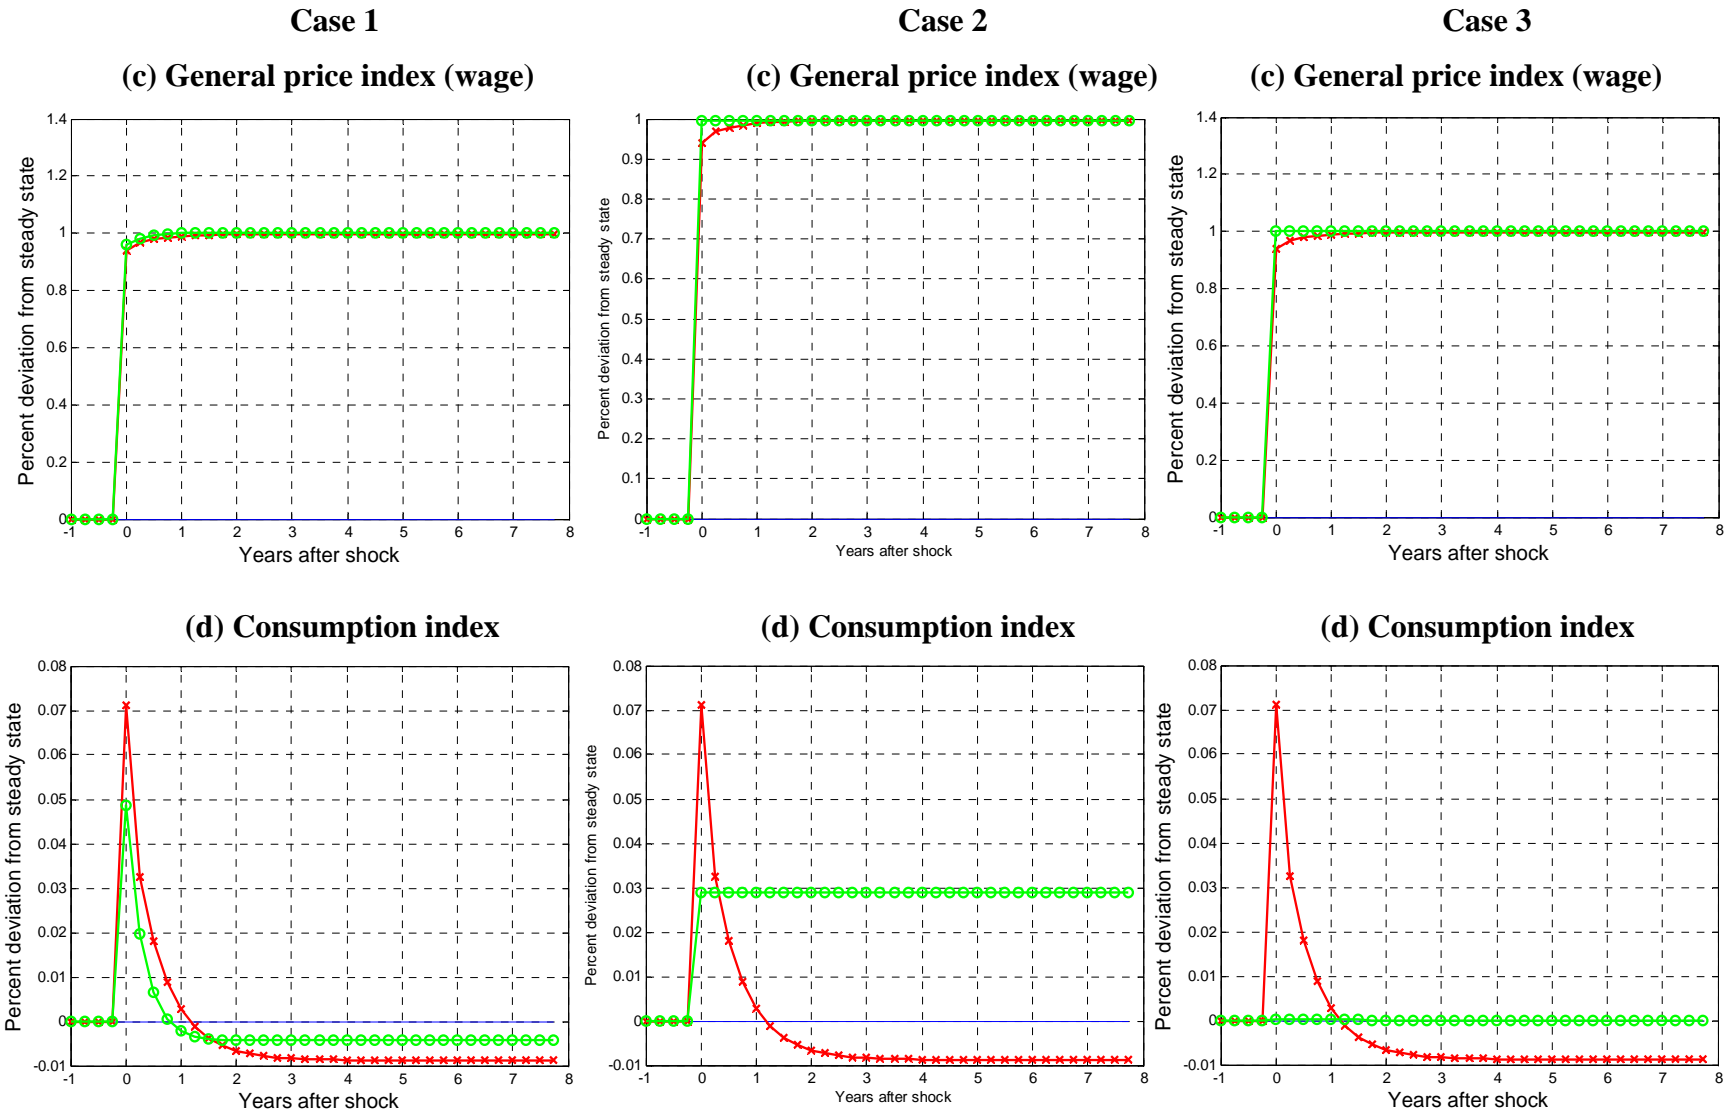 Case 1
Case 2
Case 3
(c) General price index (wage)
(c) General price index (wage)
(c) General price index (wage)
Percent deviation from steady state
1.4
1.2
1
0.8
0.6
0.4
0.2
0
-1 0 1 2 3 4 5 6 7 8
Years after shock
Percent deviation from steady state
1
0.9
0.8
0.7
0.6
0.5
0.4
0.3
0.2
0.1
0
-1 0 1 2 3 4 5 6 7 8
Years after shock
Percent deviation from steady state
1.4
1.2
1
0.8
0.6
0.4
0.2
0
-1 0 1 2 3 4 5 6 7 8
Years after shock
(d) Consumption index
(d) Consumption index
(d) Consumption index
Percent deviation from steady state
0.08
0.07
0.06
0.05
0.04
0.03
0.02
0.01
0
-0.01
-1 0 1 2 3 4 5 6 7 8
Years after shock
Percent deviation from steady state
0.08
0.07
0.06
0.05
0.04
0.03
0.02
0.01
0
-0.01
-1 0 1 2 3 4 5 6 7 8
Years after shock
Percent deviation from steady state
0.08
0.07
0.06
0.05
0.04
0.03
0.02
0.01
0
-0.01
-1 0 1 2 3 4 5 6 7 8
Years after shock